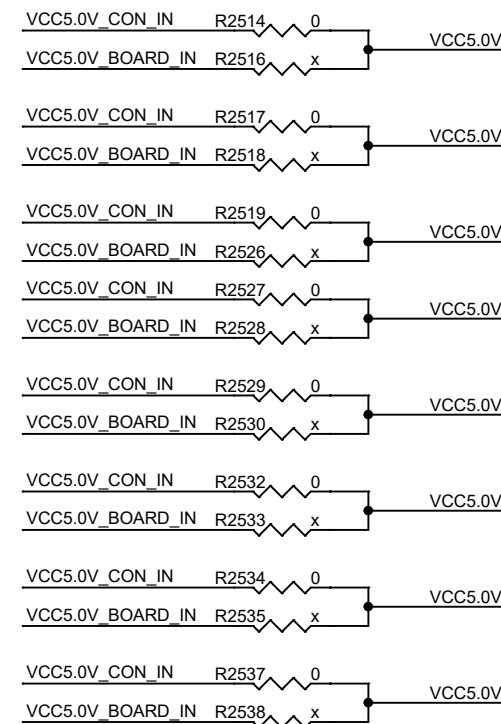 VCC5.0V_CON_IN R2514 0
VCC5.0V
VCC5.0V_BOARD_IN R2516 x
VCC5.0V_CON_IN R2517 0
VCC5.0V
VCC5.0V_BOARD_IN R2518 x
VCC5.0V_CON_IN R2519 0
VCC5.0V
VCC5.0V_BOARD_IN R2526 x
VCC5.0V_CON_IN R2527 0
VCC5.0V
VCC5.0V_BOARD_IN R2528 x
VCC5.0V_CON_IN R2529 0
VCC5.0V
VCC5.0V_BOARD_IN R2530 x
VCC5.0V_CON_IN R2532 0
VCC5.0V
VCC5.0V_BOARD_IN R2533 x
VCC5.0V_CON_IN R2534 0
VCC5.0V
VCC5.0V_BOARD_IN R2535 x
VCC5.0V_CON_IN R2537 0
VCC5.0V
VCC5.0V_BOARD_IN R2538 x